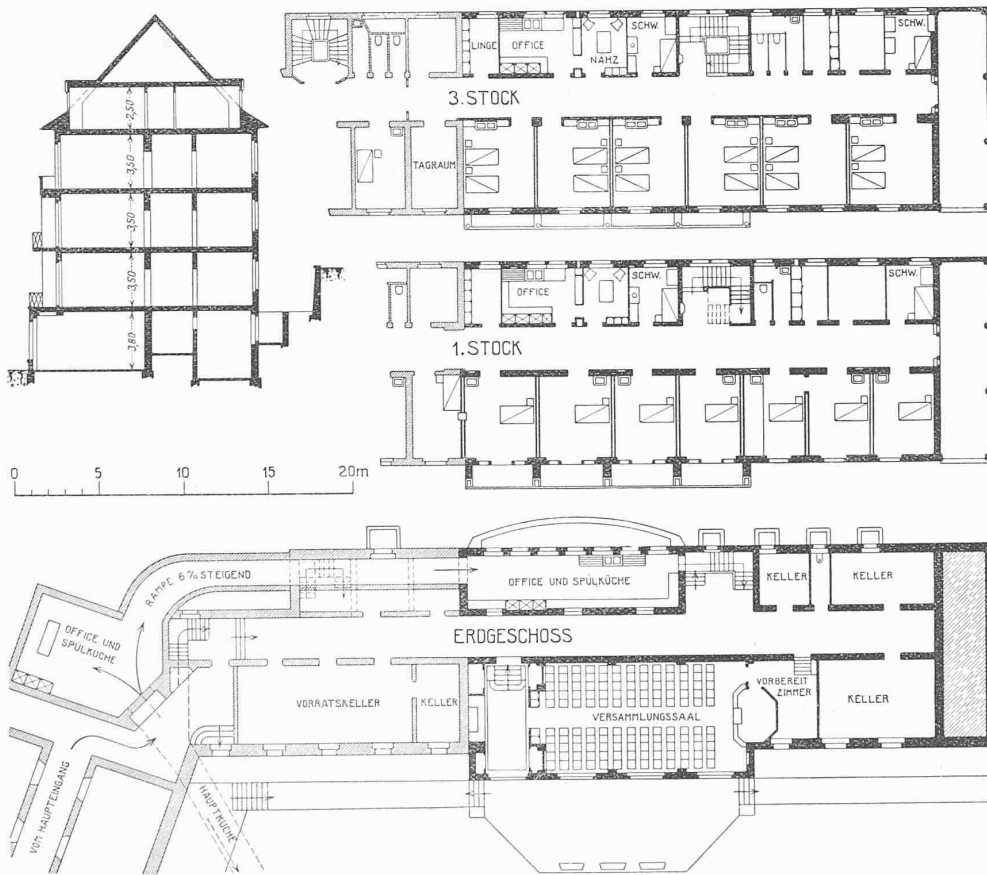 2,50
3,50
3,50
3,50
3,80
LINGE
OFFICE
NÄHZ
SCHW.
SCHW.
3. STOCK
TAGRAUM
OFFICE
SCHW.
SCHW.
1. STOCK
0 5 10 15 20m
RAMPE 6% STEIGEND
OFFICE UND
SPÜLKÜCHE
OFFICE UND SPÜLKÜCHE
KELLER
KELLER
ERDGESCHOSS
VORRATSKELLER
KELLER
VERSAMMLUNGSSAAL
VORBEREIT
ZIMMER
KELLER
VOM HAUPTEINGANG
HAUPTKÜCHE